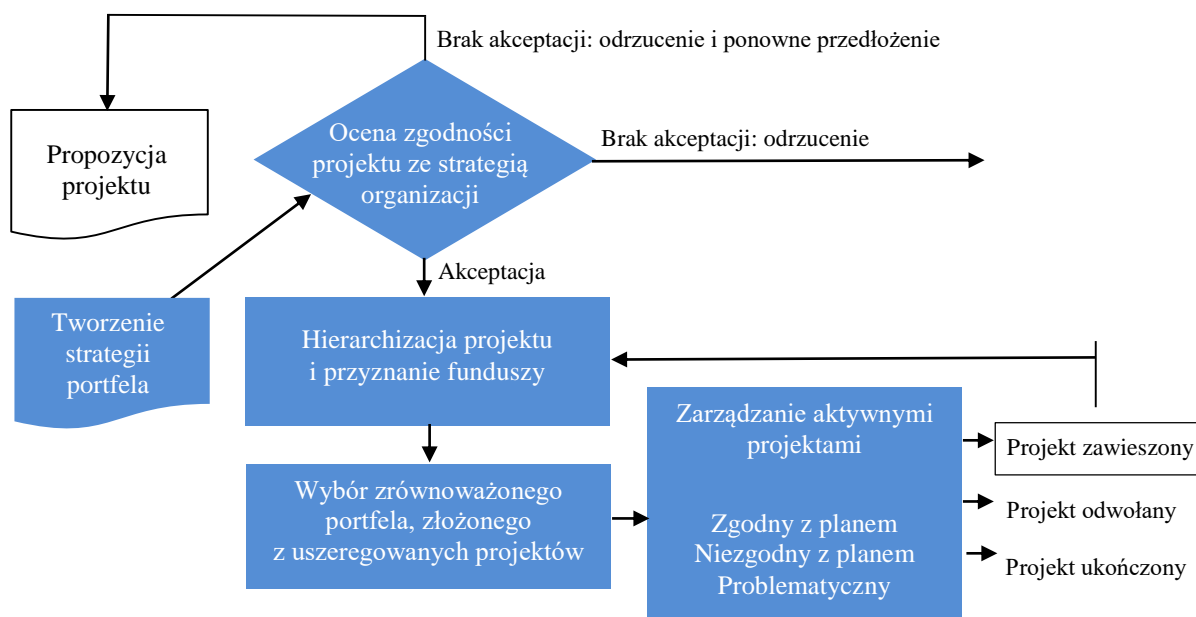 Brak akceptacji: odrzucenie i ponowne przedłożenie
Propozycja
projektu
Ocena zgodności
projektu ze strategią
organizacji
Brak akceptacji: odrzucenie
Akceptacja
Tworzenie
strategii
portfela
Hierarchizacja projektu
i przyznanie funduszy
Wybór zrównoważonego
portfela, złożonego
z uszeregowanych projektów
Zarządzanie aktywnymi
projektami
Zgodny z planem
Niezgodny z planem
Problematyczny
Projekt zawieszony
Projekt odwołany
Projekt ukończony